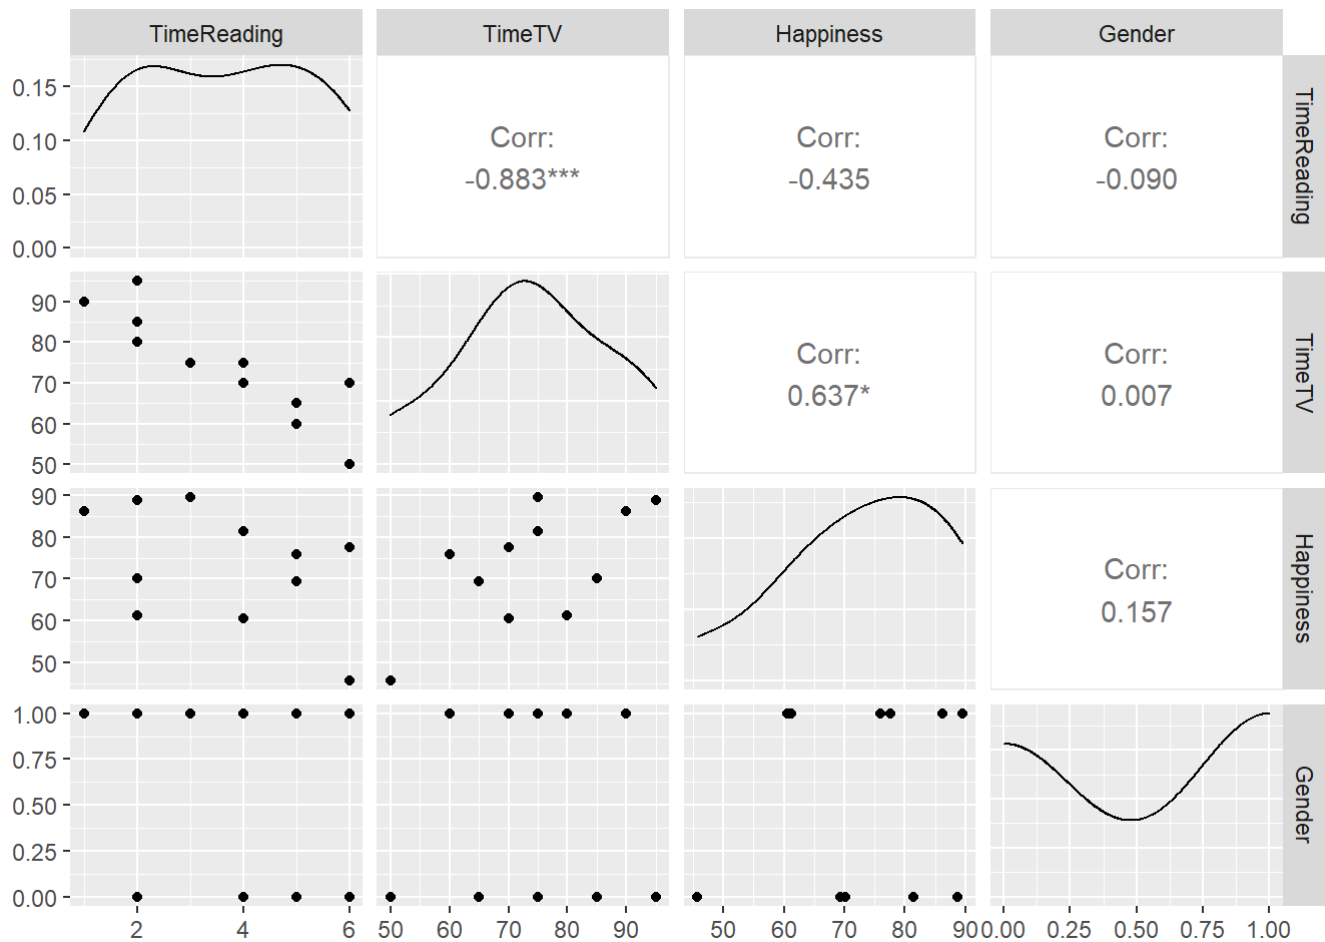 TimeReading TimeTV Happiness Gender
0.15
0.10
0.05
0.00
Corr:
-0.883***
Corr:
-0.435
Corr:
-0.090
TimeReading
90
80
70
60
50
Corr:
0.637*
Corr:
0.007
TimeTV
90
80
70
60
50
Corr:
0.157
Happiness
1.00
0.75
0.50
0.25
0.00
Gender
2 4 6 50 60 70 80 90 50 60 70 80 90 0.00 0.25 0.50 0.75 1.00